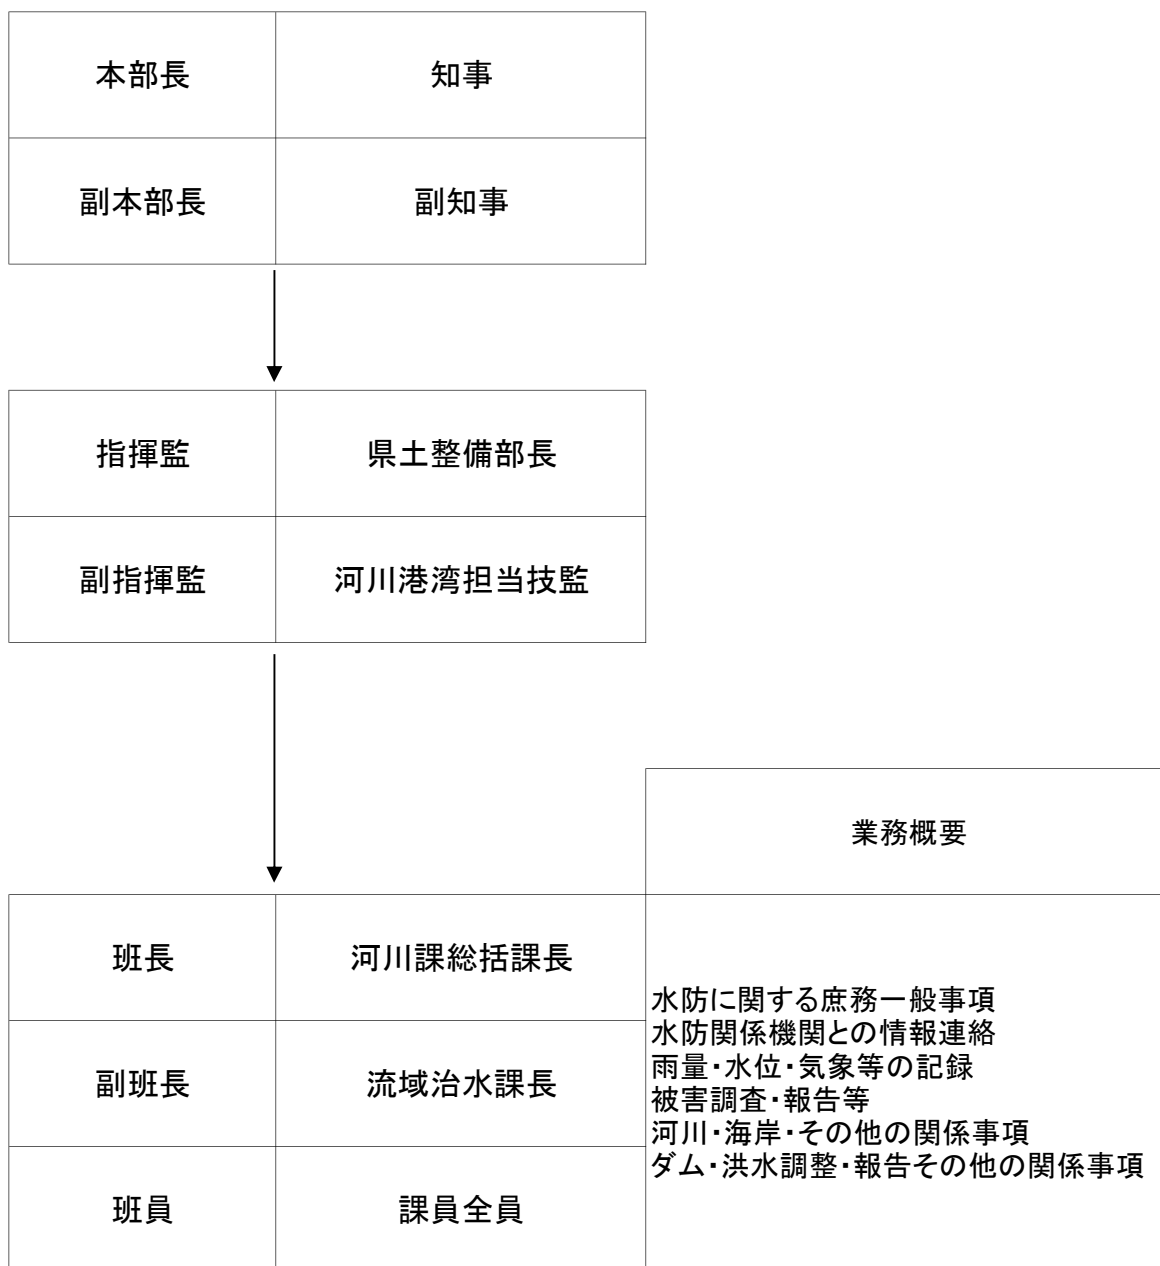 本部長 知事
副本部長 副知事
指揮監 県土整備部長
副指揮監 河川港湾担当技監
業務概要
班長 河川課総括課長
副班長 流域治水課長
班員 課員全員
水防に関する庶務一般事項
水防関係機関との情報連絡
雨量・水位・気象等の記録
被害調査・報告等
河川・海岸・その他の関係事項
ダム・洪水調整・報告その他の関係事項